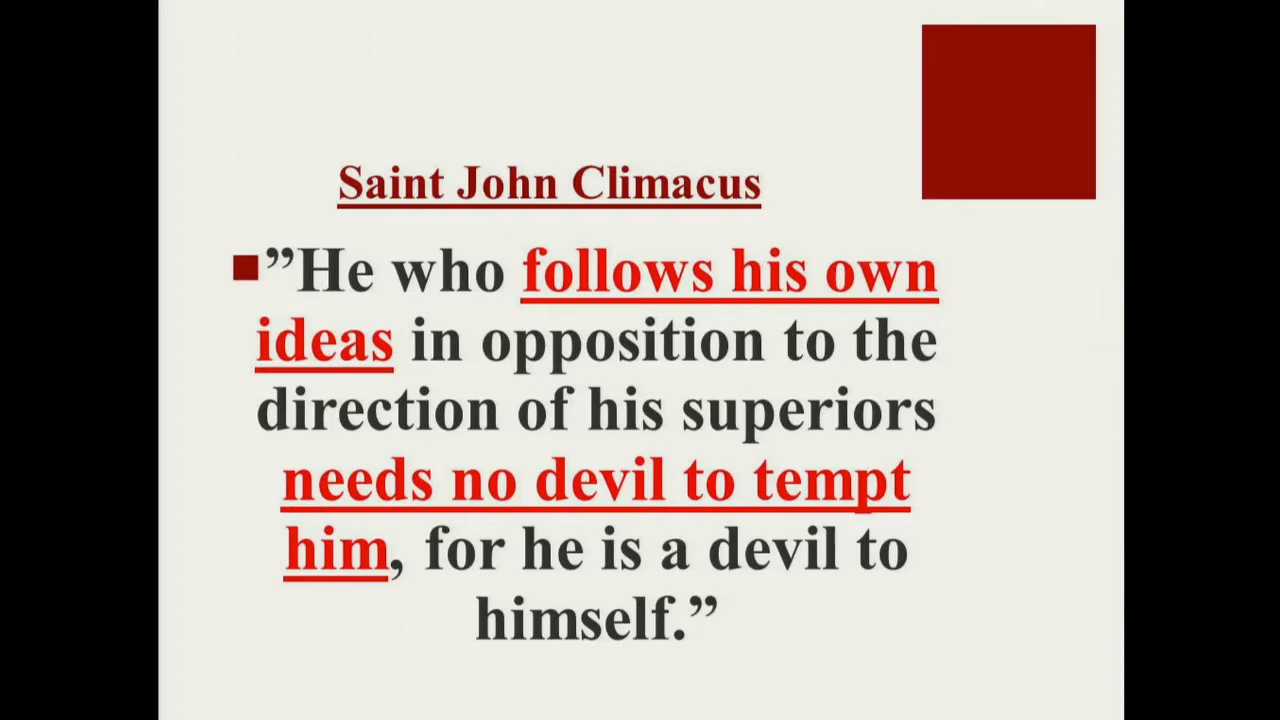 Saint John Climacus
”He who follows his own
ideas in opposition to the
direction of his superiors
needs no devil to tempt
him, for he is a devil to
himself.”